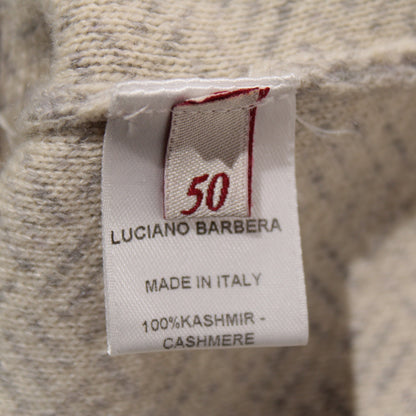 50
LUCIANO BARBERA
MADE IN ITALY
100%KASHMIR -
CASHMERE